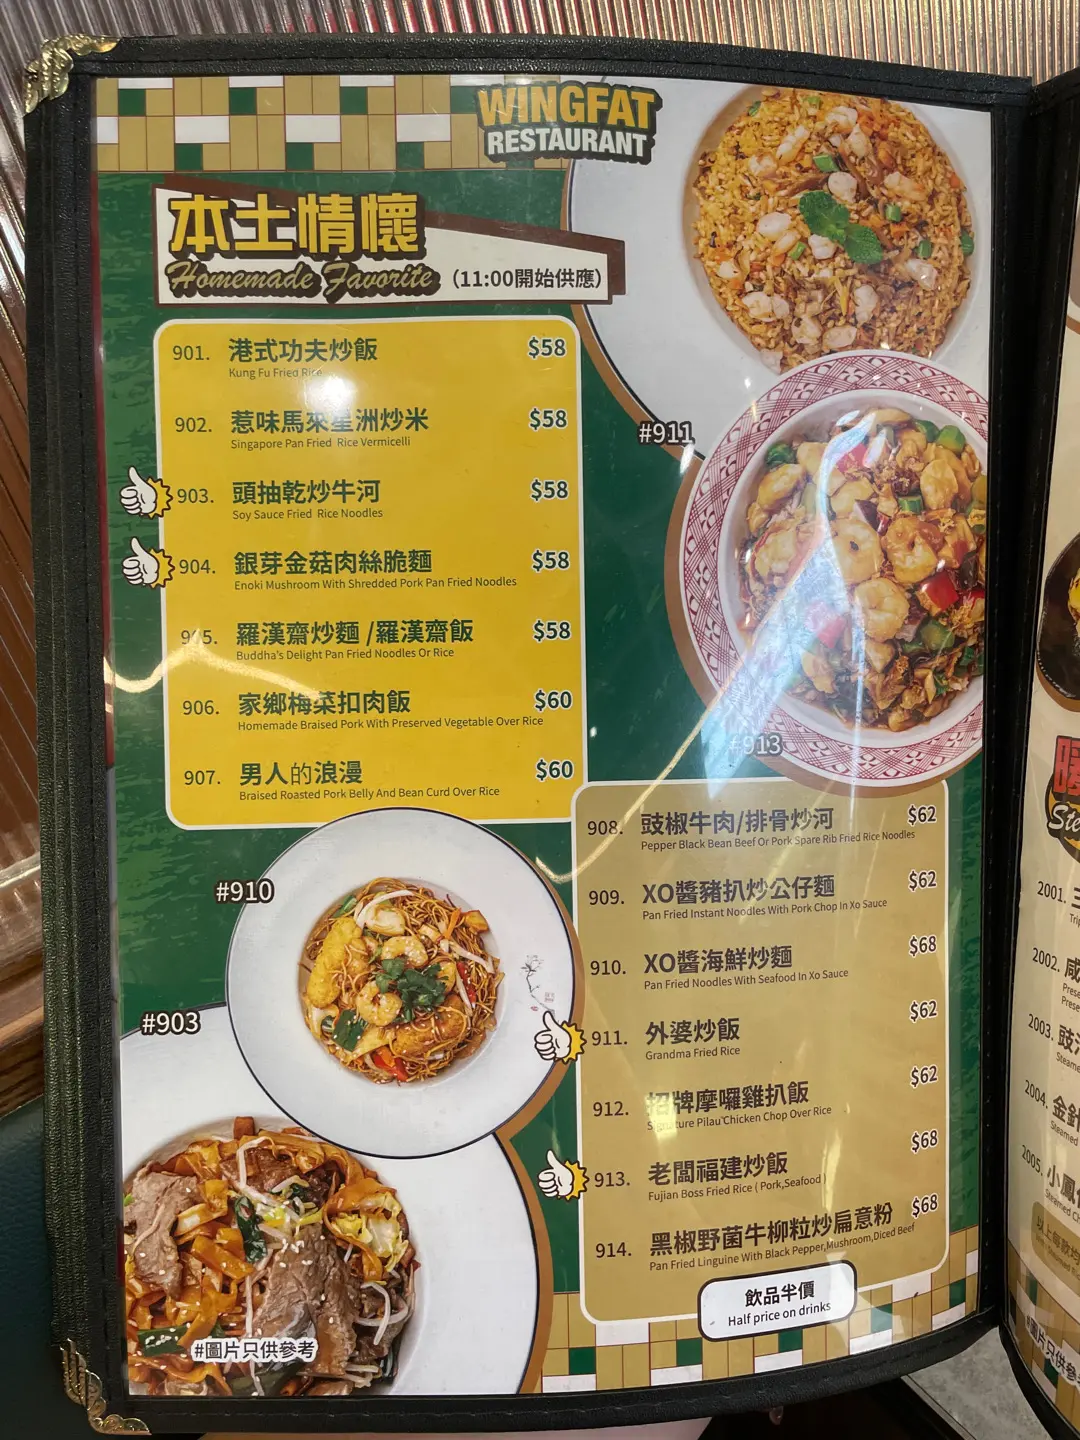 WINGFAT
RESTAURANT
本土情懷
Homemade Favorite (11:00開始供應)
901. 港式功夫炒飯 $58
Kung Fu Fried Rice
902. 惹味馬來星洲炒米 $58
Singapore Pan Fried Rice Vermicelli
903. 頭抽乾炒牛河 $58
Soy Sauce Fried Rice Noodles
904. 銀芽金菇肉絲脆麵 $58
Enoki Mushroom With Shredded Pork Pan Fried Noodles
905. 羅漢齋炒麵 /羅漢齋飯 $58
Buddha's Delight Pan Fried Noodles Or Rice
906. 家鄉梅菜扣肉飯 $60
Homemade Braised Pork With Preserved Vegetable Over Rice
907. 男人的浪漫 $60
Braised Roasted Pork Belly And Bean Curd Over Rice
#911
#913
#910
#903
908. 豉椒牛肉/排骨炒河 $62
Pepper Black Bean Beef Or Pork Spare Rib Fried Rice Noodles
909. XO醬豬扒炒公仔麵 $62
Pan Fried Instant Noodles With Pork Chop In Xo Sauce
910. XO醬海鮮炒麵 $68
Pan Fried Noodles With Seafood In Xo Sauce
911. 外婆炒飯 $62
Grandma Fried Rice
912. 招牌摩囉雞扒飯 $62
Signature Pilau Chicken Chop Over Rice
913. 老闆福建炒飯 $68
Fujian Boss Fried Rice ( Pork,Seafood )
914. 黑椒野菌牛柳粒炒扁意粉 $68
Pan Fried Linguine With Black Pepper,Mushroom,Diced Beef
飲品半價
Half price on drinks
#圖片只供參考
2001.
2002. 咸
2003. 豉
2004. 金針
2005. 小鳳